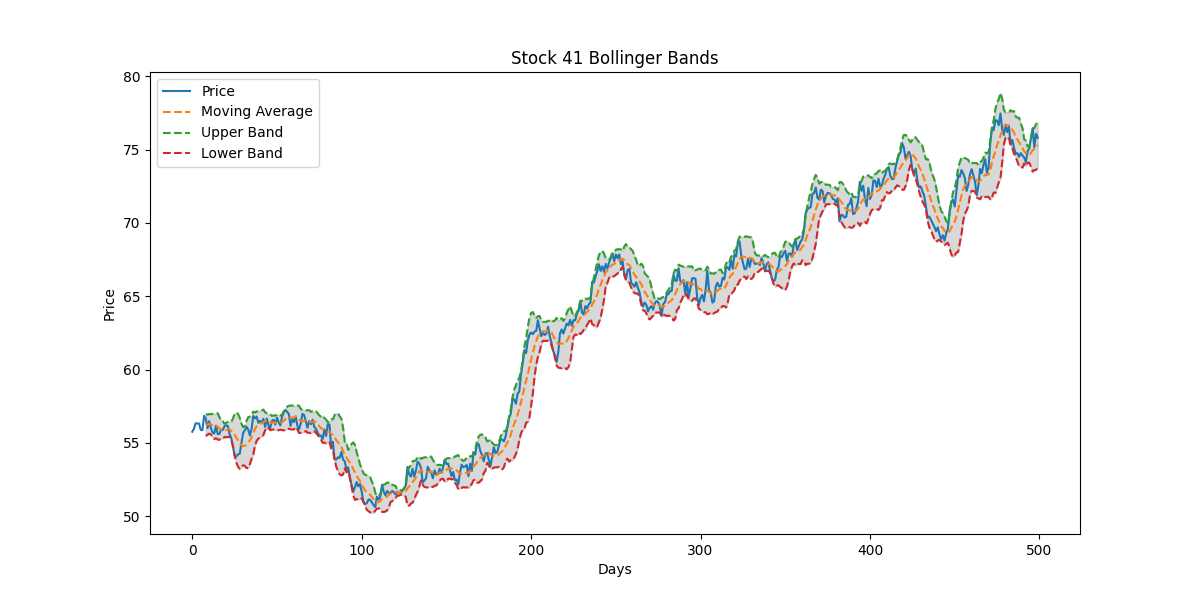 Stock 41 Bollinger Bands
Price
Moving Average
Upper Band
Lower Band
80
75
70
65
60
55
50
Price
0 100 200 300 400 500
Days